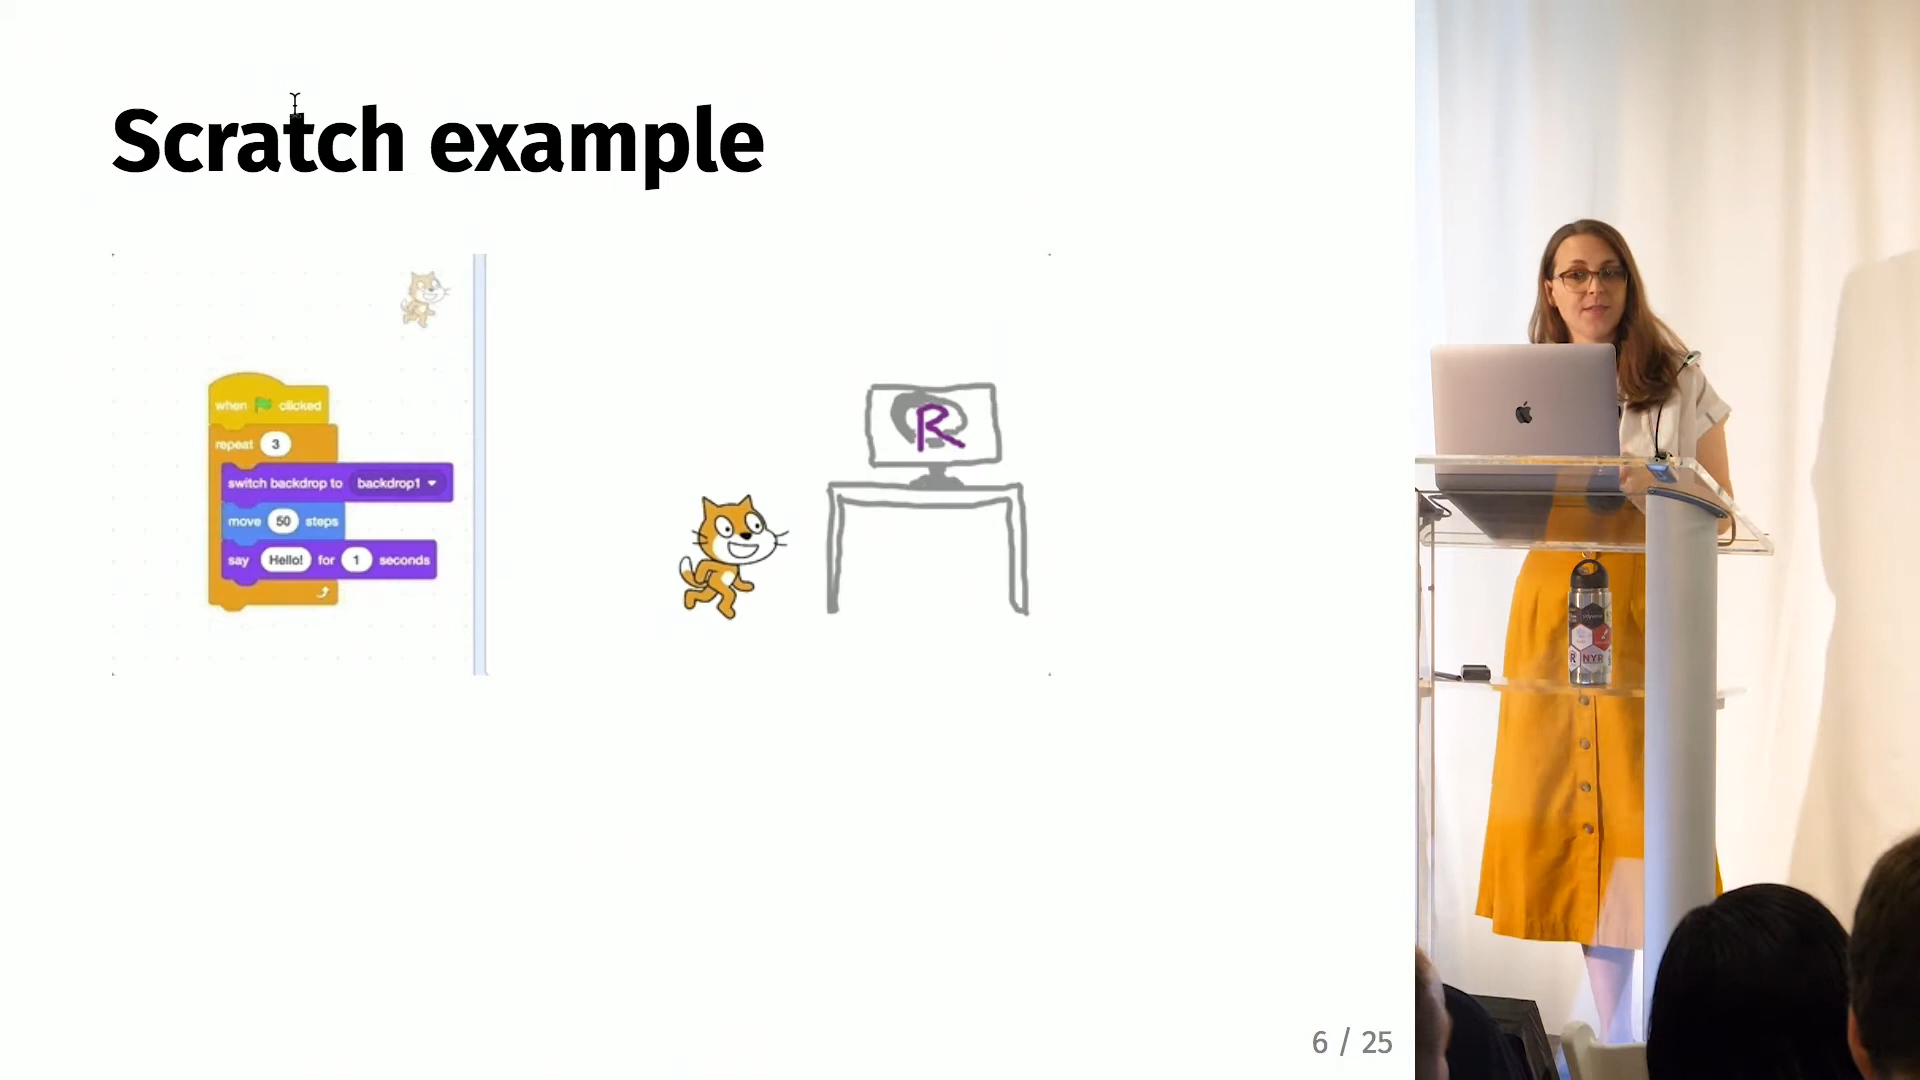 Scratch example
when clicked
repeat 3
switch backdrop to backdrop1
move 50 steps
say Hello! for 1 seconds
R
R NYR
6 / 25